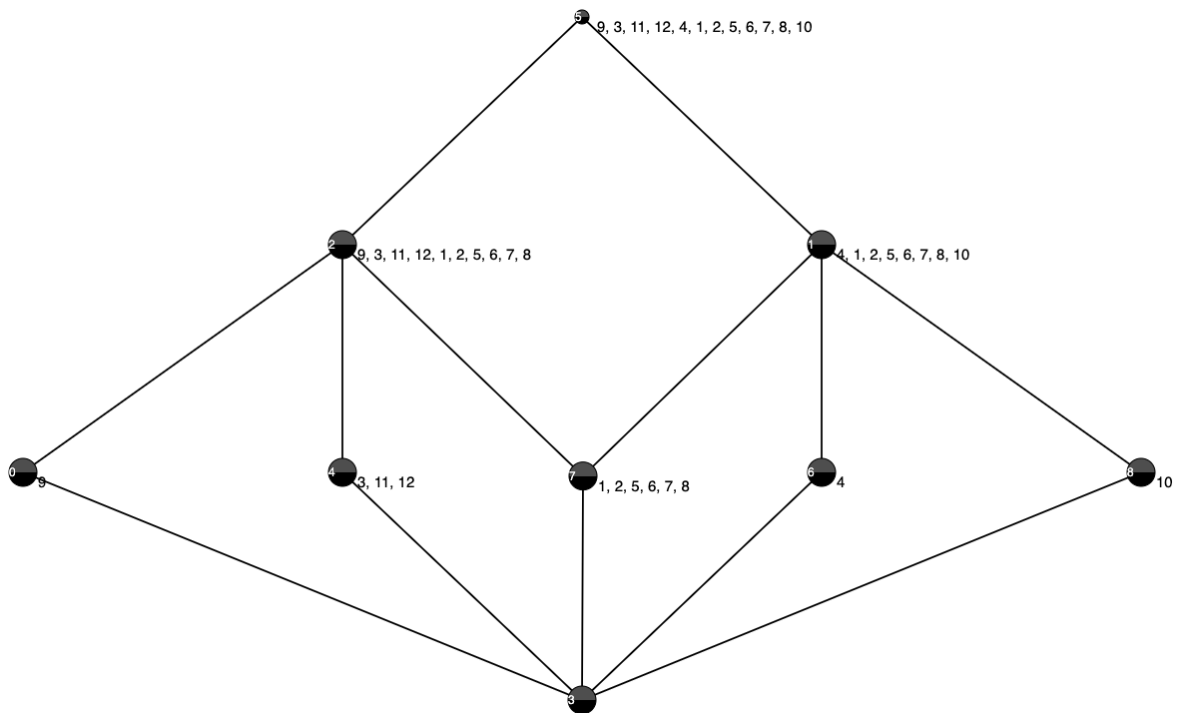 5
9, 3, 11, 12, 4, 1, 2, 5, 6, 7, 8, 10
2
9, 3, 11, 12, 1, 2, 5, 6, 7, 8
1
4, 1, 2, 5, 6, 7, 8, 10
0
9
4
3, 11, 12
7
1, 2, 5, 6, 7, 8
6
4
8
10
3